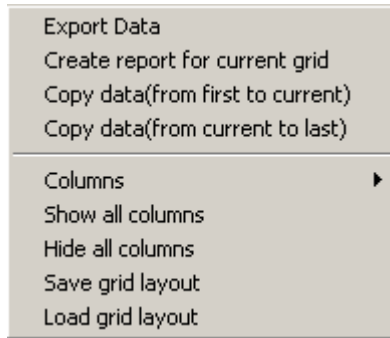 Export Data
Create report for current grid
Copy data(from first to current)
Copy data(from current to last)
Columns
Show all columns
Hide all columns
Save grid layout
Load grid layout